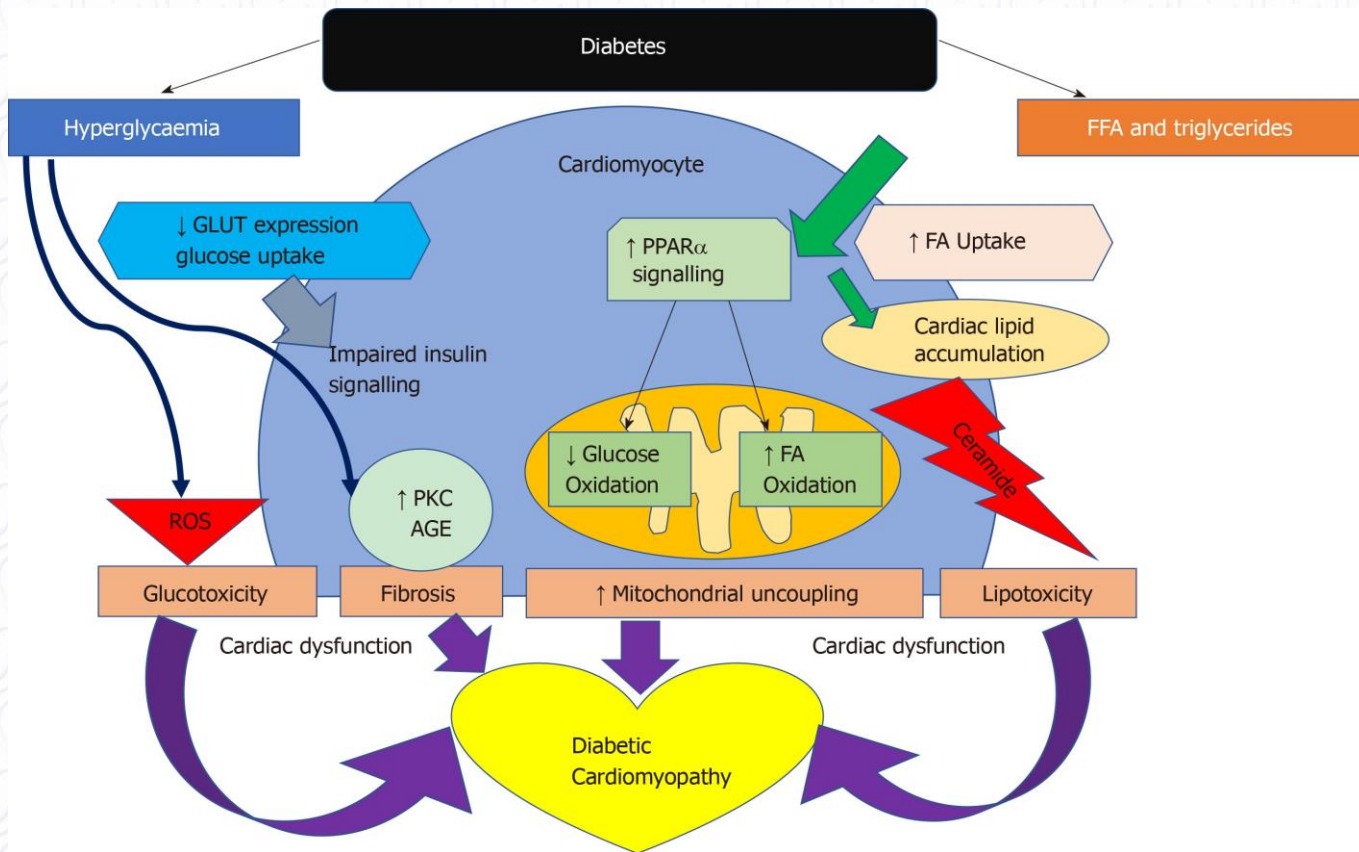 Diabetes
Hyperglycaemia
FFA and triglycerides
Cardiomyocyte
↓ GLUT expression
glucose uptake
↑ PPARα
signalling
↑ FA Uptake
Cardiac lipid
accumulation
Impaired insulin
signalling
Ceramide
↓ Glucose
Oxidation
↑ FA
Oxidation
ROS
↑ PKC
AGE
Glucotoxicity
Fibrosis
↑ Mitochondrial uncoupling
Lipotoxicity
Cardiac dysfunction
Cardiac dysfunction
Diabetic
Cardiomyopathy